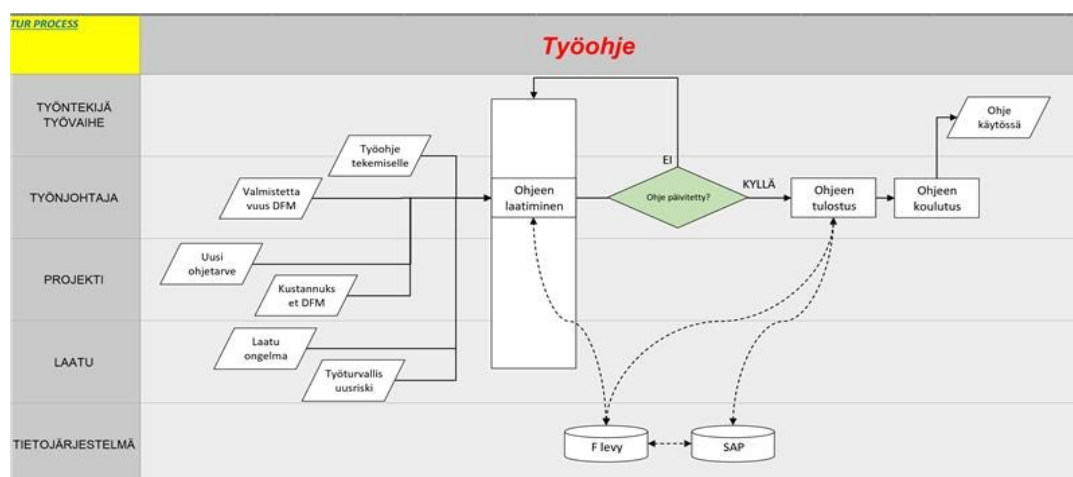 TUR PROCESS
Työohje
TYÖNTEKIJÄ
TYÖVAIHE
Ohje
käytössä
Työohje
tekemiselle
EI
TYÖNJOHTAJA
Valmistetta
vuus DFM
Ohjeen
laatiminen
Ohje päivitetty?
KYLLÄ
Ohjeen
tulostus
Ohjeen
koulutus
PROJEKTI
Uusi
ohjetarve
Kustannuks
et DFM
LAATU
Laatu
ongelma
Työturvallis
uusriski
TIETOJÄRJESTELMÄ
F levy
SAP